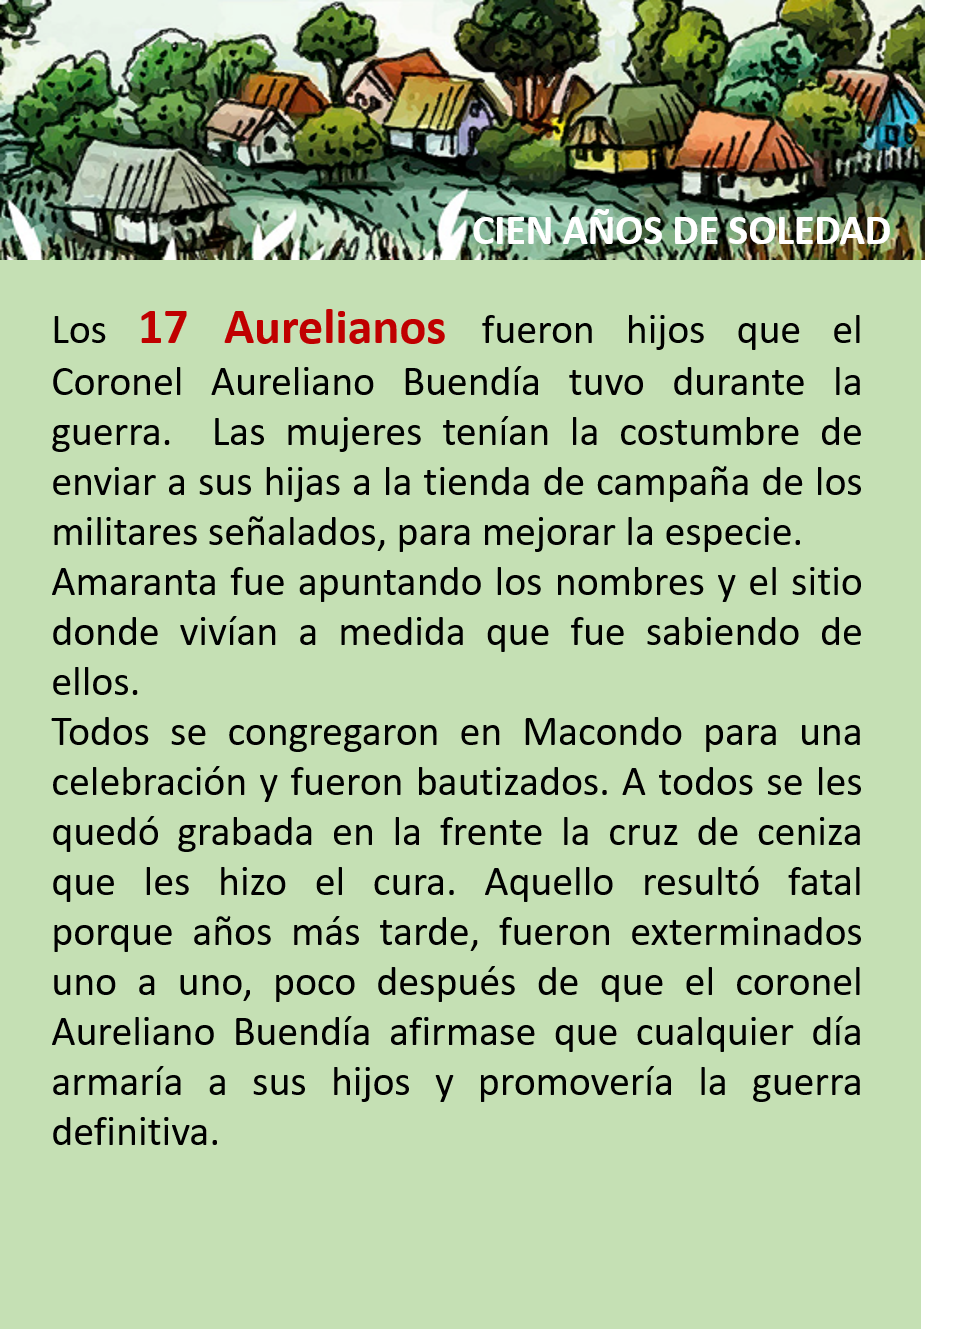 CIEN AÑOS DE SOLEDAD
Los 17 Aurelianos fueron hijos que el
Coronel Aureliano Buendía tuvo durante la
guerra. Las mujeres tenían la costumbre de
enviar a sus hijas a la tienda de campaña de los
militares señalados, para mejorar la especie.
Amaranta fue apuntando los nombres y el sitio
donde vivían a medida que fue sabiendo de
ellos.
Todos se congregaron en Macondo para una
celebración y fueron bautizados. A todos se les
quedó grabada en la frente la cruz de ceniza
que les hizo el cura. Aquello resultó fatal
porque años más tarde, fueron exterminados
uno a uno, poco después de que el coronel
Aureliano Buendía afirmase que cualquier día
armaría a sus hijos y promovería la guerra
definitiva.